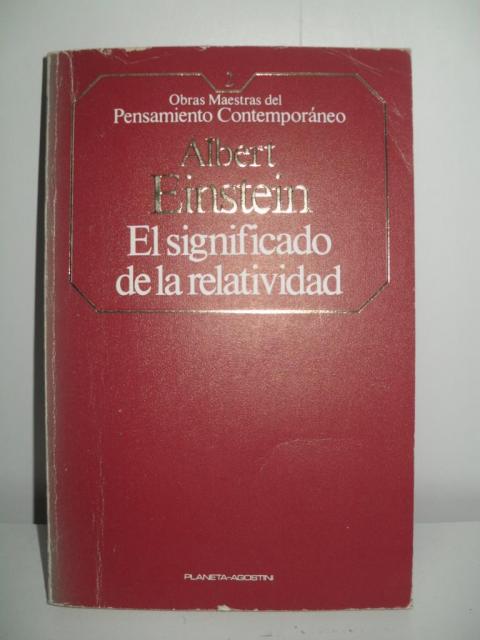 2
Obras Maestras del
Pensamiento Contemporáneo
Albert
Einstein
El significado
de la relatividad
PLANETA-AGOSTINI